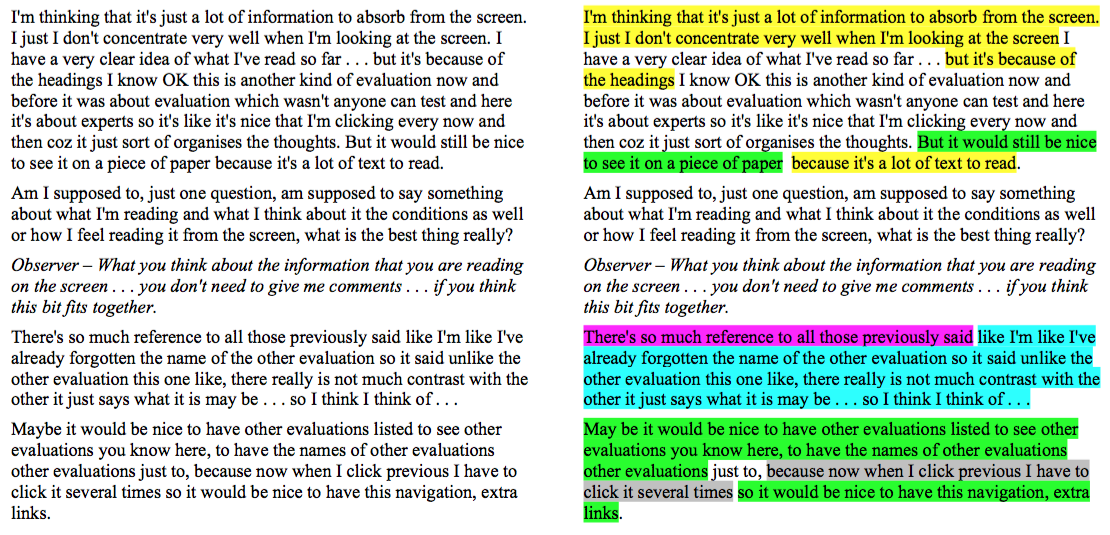 I'm thinking that it's just a lot of information to absorb from the screen.
I just I don't concentrate very well when I'm looking at the screen. I
have a very clear idea of what I've read so far . . . but it's because of
the headings I know OK this is another kind of evaluation now and
before it was about evaluation which wasn't anyone can test and here
it's about experts so it's like it's nice that I'm clicking every now and
then coz it just sort of organises the thoughts. But it would still be nice
to see it on a piece of paper because it's a lot of text to read.
Am I supposed to, just one question, am supposed to say something
about what I'm reading and what I think about it the conditions as well
or how I feel reading it from the screen, what is the best thing really?
Observer – What you think about the information that you are reading
on the screen . . . you don't need to give me comments . . . if you think
this bit fits together.
There's so much reference to all those previously said like I'm like I've
already forgotten the name of the other evaluation so it said unlike the
other evaluation this one like, there really is not much contrast with the
other it just says what it is may be . . . so I think I think of . . .
Maybe it would be nice to have other evaluations listed to see other
evaluations you know here, to have the names of other evaluations
other evaluations just to, because now when I click previous I have to
click it several times so it would be nice to have this navigation, extra
links.
I'm thinking that it's just a lot of information to absorb from the screen.
I just I don't concentrate very well when I'm looking at the screen I
have a very clear idea of what I've read so far . . . but it's because of
the headings I know OK this is another kind of evaluation now and
before it was about evaluation which wasn't anyone can test and here
it's about experts so it's like it's nice that I'm clicking every now and
then coz it just sort of organises the thoughts. But it would still be nice
to see it on a piece of paper because it's a lot of text to read.
Am I supposed to, just one question, am supposed to say something
about what I'm reading and what I think about it the conditions as well
or how I feel reading it from the screen, what is the best thing really?
Observer – What you think about the information that you are reading
on the screen . . . you don't need to give me comments . . . if you think
this bit fits together.
There's so much reference to all those previously said like I'm like I've
already forgotten the name of the other evaluation so it said unlike the
other evaluation this one like, there really is not much contrast with the
other it just says what it is may be . . . so I think I think of . . .
May be it would be nice to have other evaluations listed to see other
evaluations you know here, to have the names of other evaluations
other evaluations just to, because now when I click previous I have to
click it several times so it would be nice to have this navigation, extra
links.